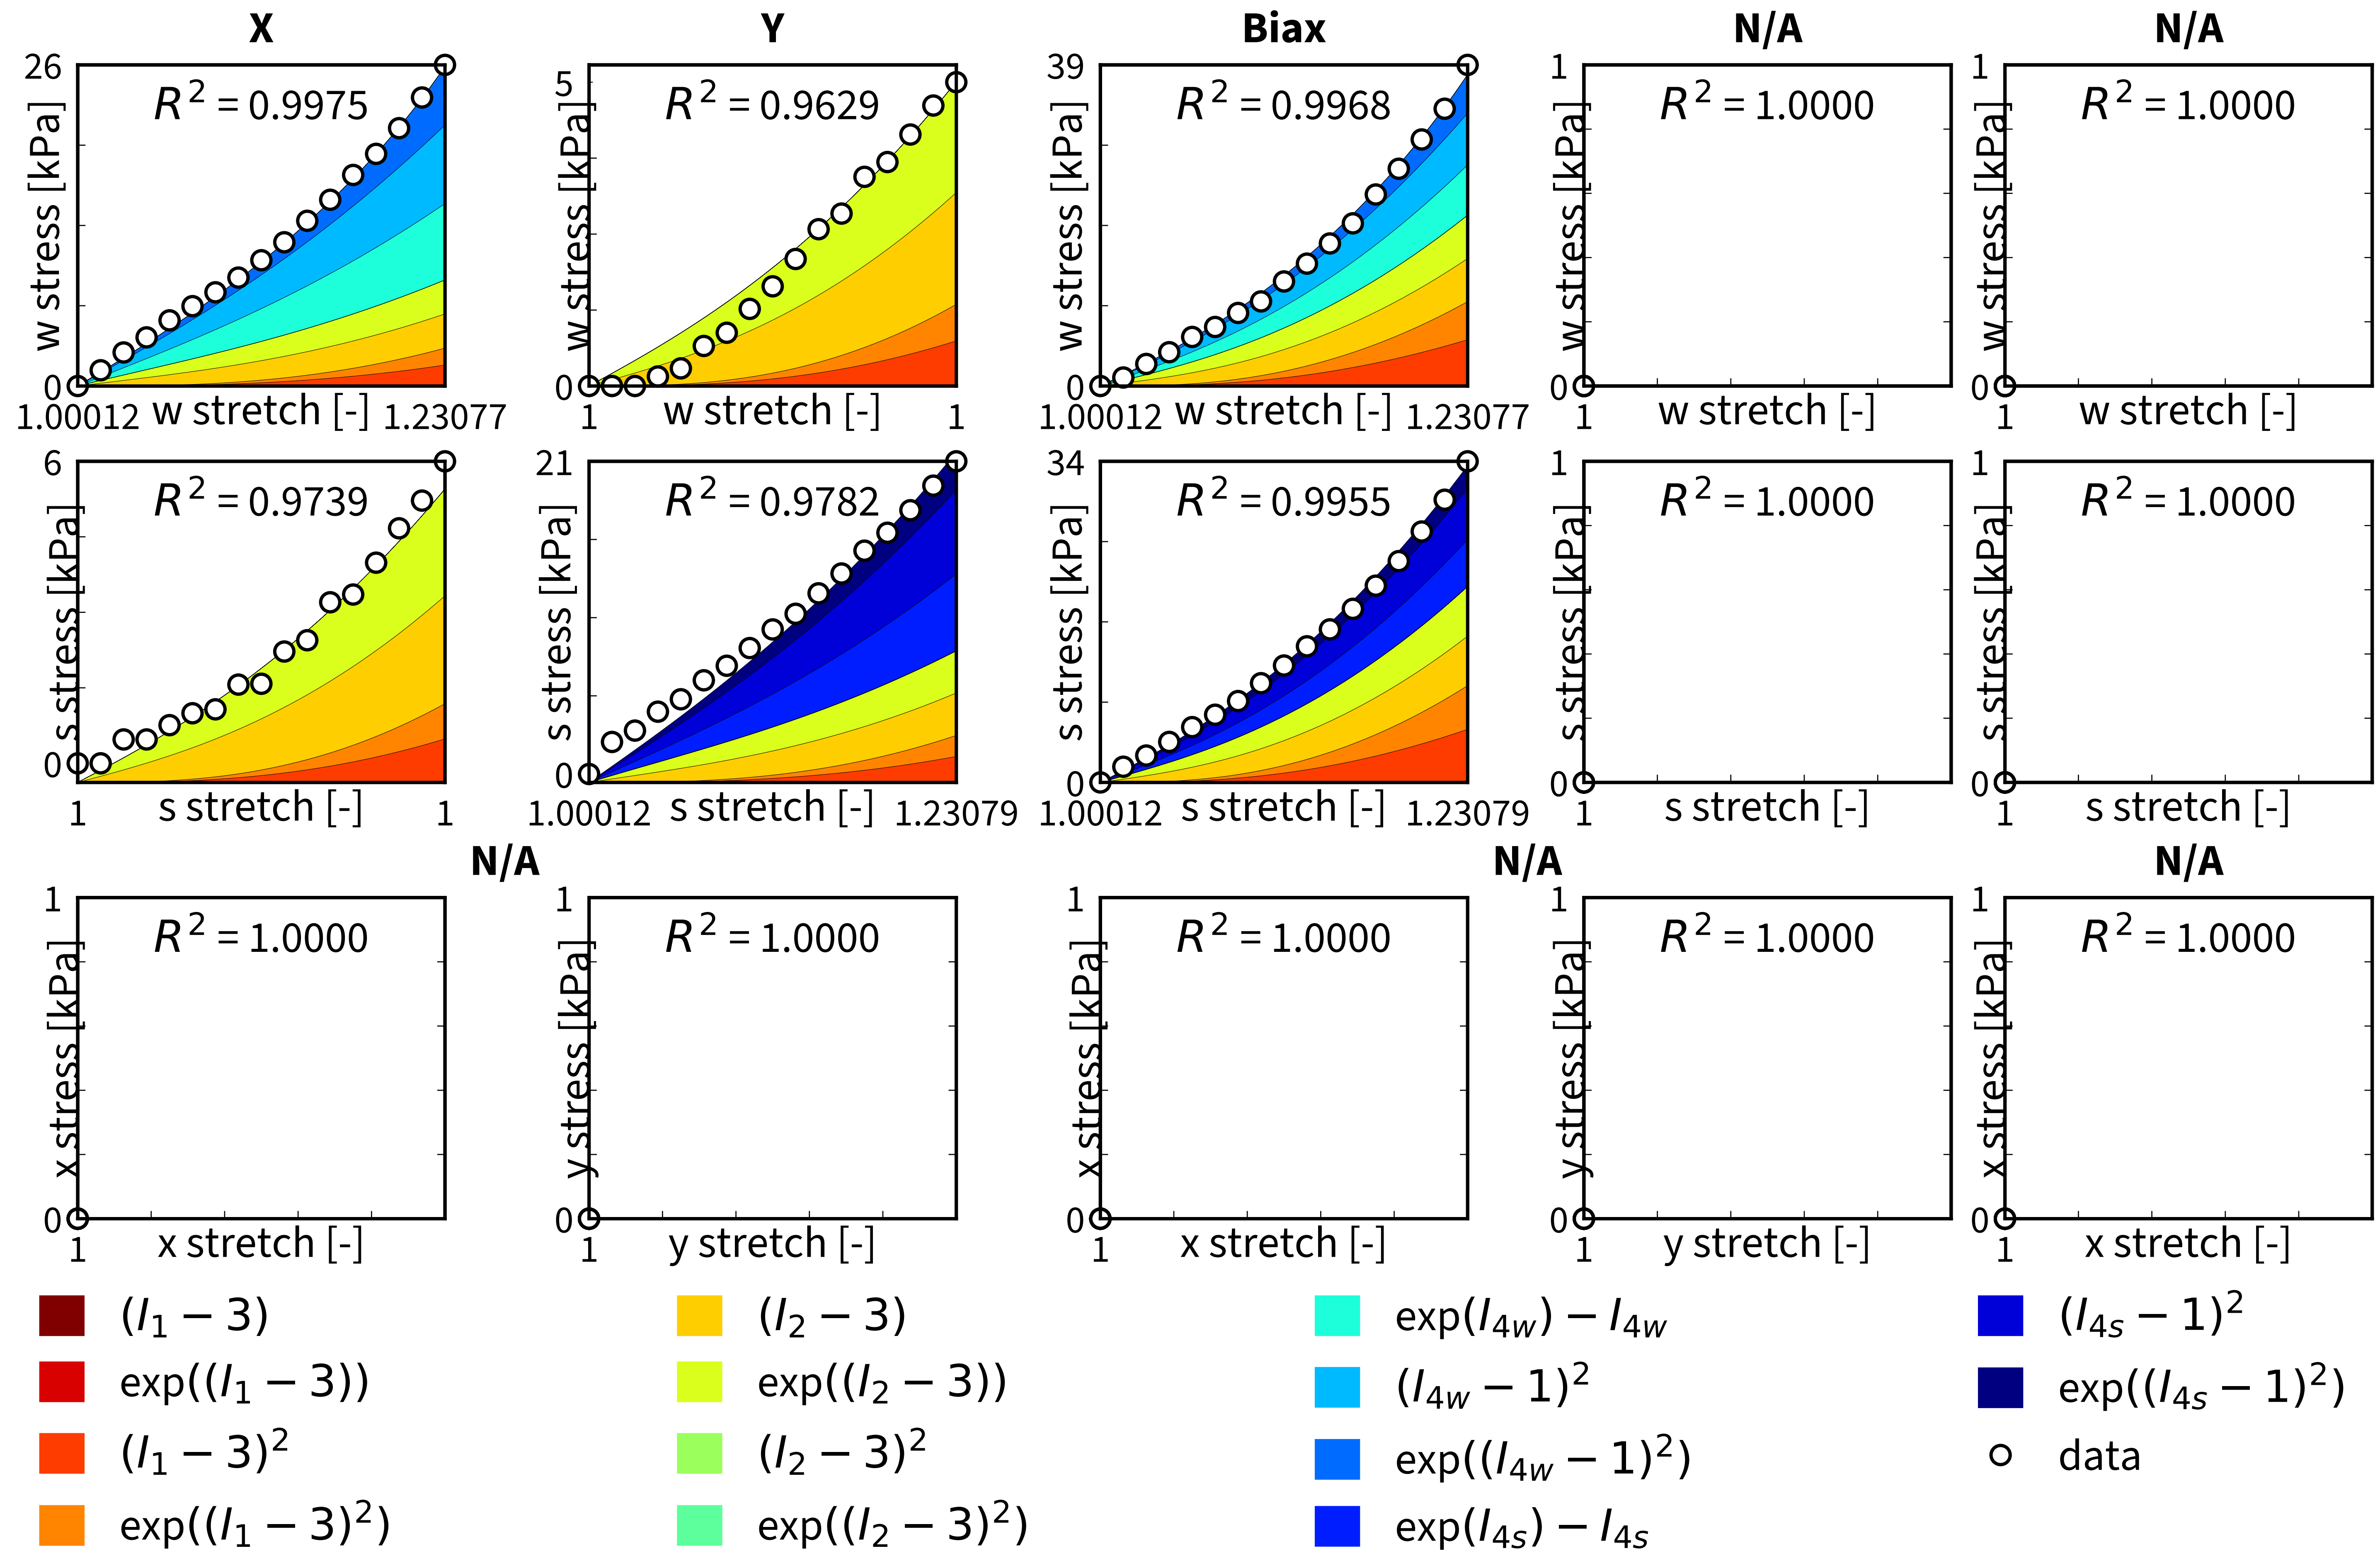 X Y Biax N/A N/A
26 5 39 1 1
w stress [kPa] w stress [kPa] w stress [kPa] w stress [kPa] w stress [kPa]
R² = 0.9975 R² = 0.9629 R² = 0.9968 R² = 1.0000 R² = 1.0000
0 0 0 0 0
1.00012 w stretch [-] 1.23077 1 w stretch [-] 1 1.00012 w stretch [-] 1.23077 1 w stretch [-] 1 w stretch [-]
6 21 34 1 1
s stress [kPa] s stress [kPa] s stress [kPa] s stress [kPa] s stress [kPa]
R² = 0.9739 R² = 0.9782 R² = 0.9955 R² = 1.0000 R² = 1.0000
0 0 0 0 0
1 s stretch [-] 1 1.00012 s stretch [-] 1.23079 1.00012 s stretch [-] 1.23079 1 s stretch [-] 1 s stretch [-]
N/A N/A N/A
1 1 1 1 1
x stress [kPa] y stress [kPa] x stress [kPa] y stress [kPa] x stress [kPa]
R² = 1.0000 R² = 1.0000 R² = 1.0000 R² = 1.0000 R² = 1.0000
0 0 0 0 0
1 x stretch [-] 1 y stretch [-] 1 x stretch [-] 1 y stretch [-] 1 x stretch [-]
(I₁ − 3) (I₂ − 3) exp(I₄w) − I₄w (I₄s − 1)²
exp((I₁ − 3)) exp((I₂ − 3)) (I₄w − 1)² exp((I₄s − 1)²)
(I₁ − 3)² (I₂ − 3)² exp((I₄w − 1)²) data
exp((I₁ − 3)²) exp((I₂ − 3)²) exp(I₄s) − I₄s